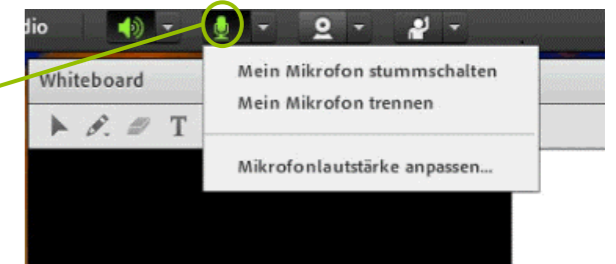 dio
Whiteboard
T
Mein Mikrofon stummschalten
Mein Mikrofon trennen
Mikrofonlautstärke anpassen...